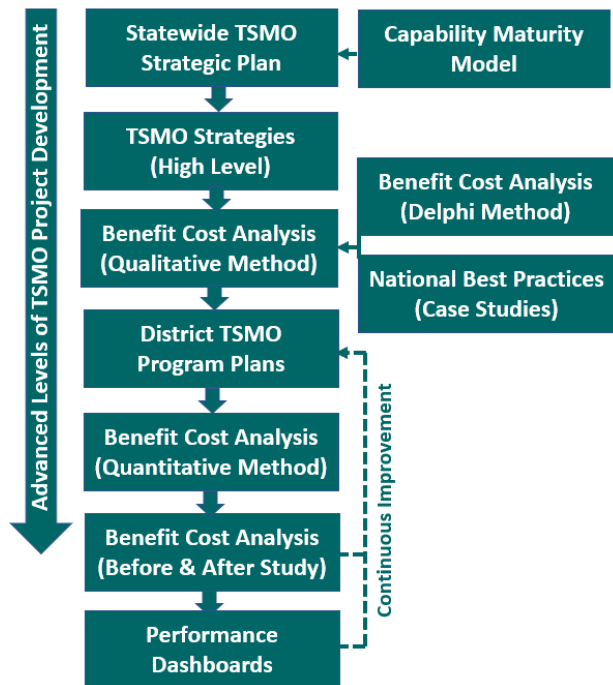 Advanced Levels of TSMO Project Development
Statewide TSMO
Strategic Plan
Capability Maturity
Model
TSMO Strategies
(High Level)
Benefit Cost Analysis
(Delphi Method)
Benefit Cost Analysis
(Qualitative Method)
National Best Practices
(Case Studies)
District TSMO
Program Plans
Benefit Cost Analysis
(Quantitative Method)
Continuous Improvement
Benefit Cost Analysis
(Before & After Study)
Performance
Dashboards